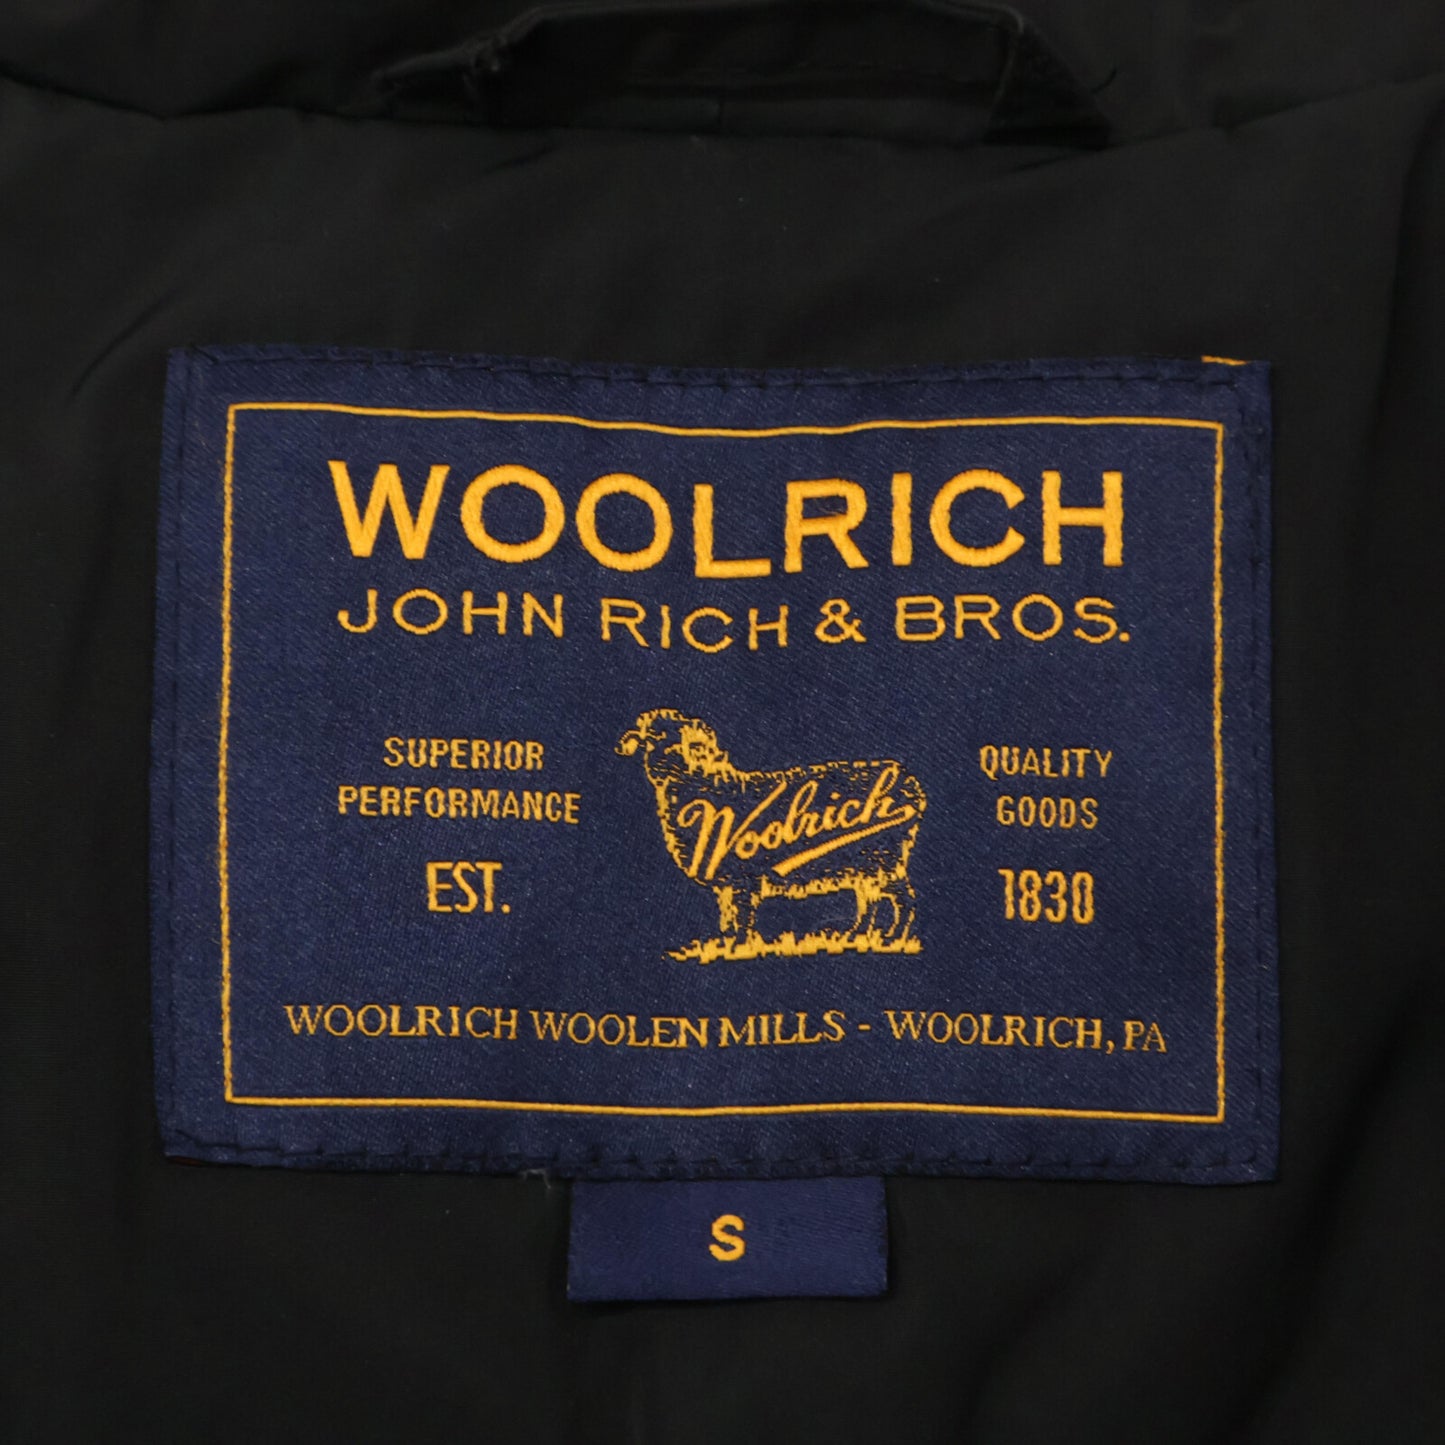 WOOLRICH
JOHN RICH & BROS.
SUPERIOR
PERFORMANCE
EST.
Woolrich
QUALITY
GOODS
1830
WOOLRICH WOOLEN MILLS - WOOLRICH, PA
S